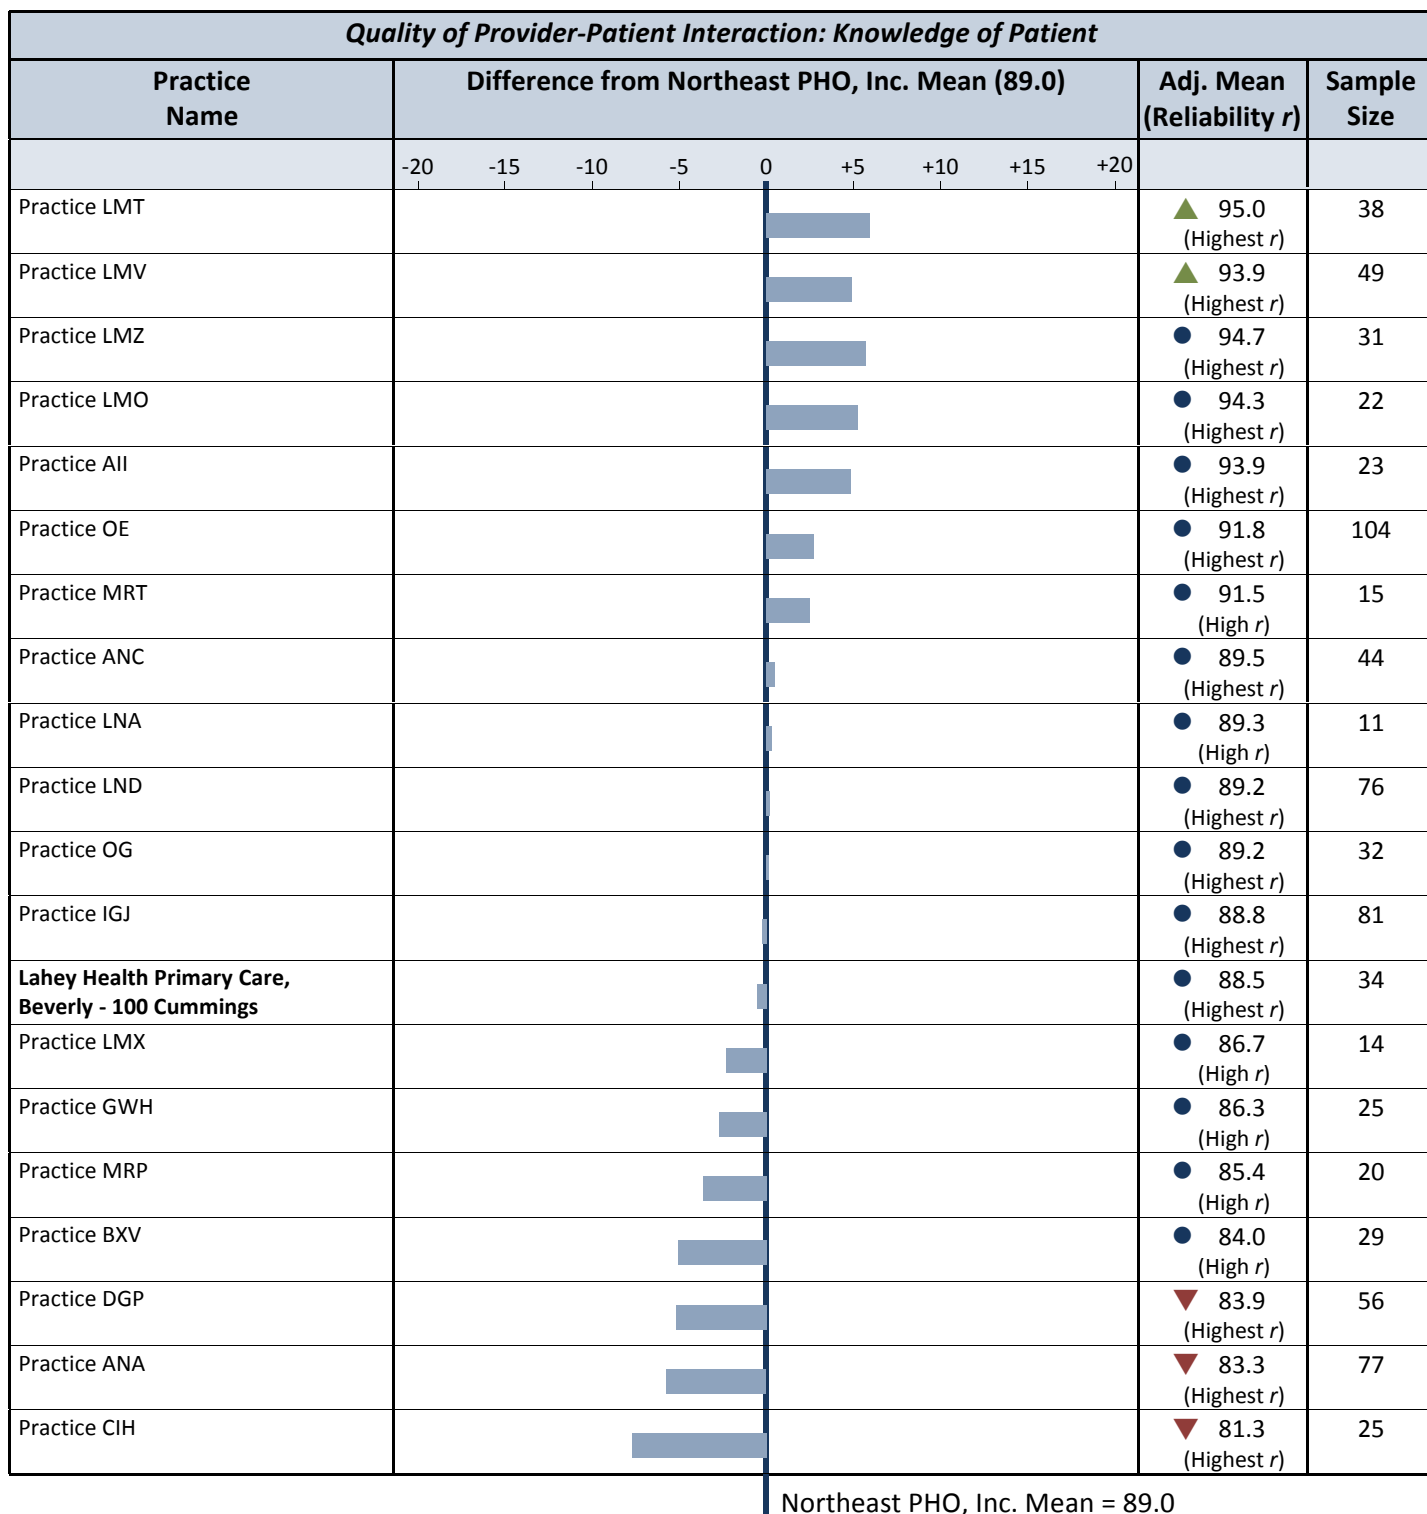 Quality of Provider-Patient Interaction: Knowledge of Patient
Practice Name
Difference from Northeast PHO, Inc. Mean (89.0)
Adj. Mean (Reliability r)
Sample Size
-20 -15 -10 -5 0 +5 +10 +15 +20
Practice LMT 95.0 38
(Highest r)
Practice LMV 93.9 49
(Highest r)
Practice LMZ 94.7 31
(Highest r)
Practice LMO 94.3 22
(Highest r)
Practice AII 93.9 23
(Highest r)
Practice OE 91.8 104
(Highest r)
Practice MRT 91.5 15
(High r)
Practice ANC 89.5 44
(Highest r)
Practice LNA 89.3 11
(High r)
Practice LND 89.2 76
(Highest r)
Practice OG 89.2 32
(Highest r)
Practice IGJ 88.8 81
(Highest r)
Lahey Health Primary Care, 88.5 34
Beverly - 100 Cummings (Highest r)
Practice LMX 86.7 14
(High r)
Practice GWH 86.3 25
(High r)
Practice MRP 85.4 20
(High r)
Practice BXV 84.0 29
(High r)
Practice DGP 83.9 56
(Highest r)
Practice ANA 83.3 77
(Highest r)
Practice CIH 81.3 25
(Highest r)
Northeast PHO, Inc. Mean = 89.0